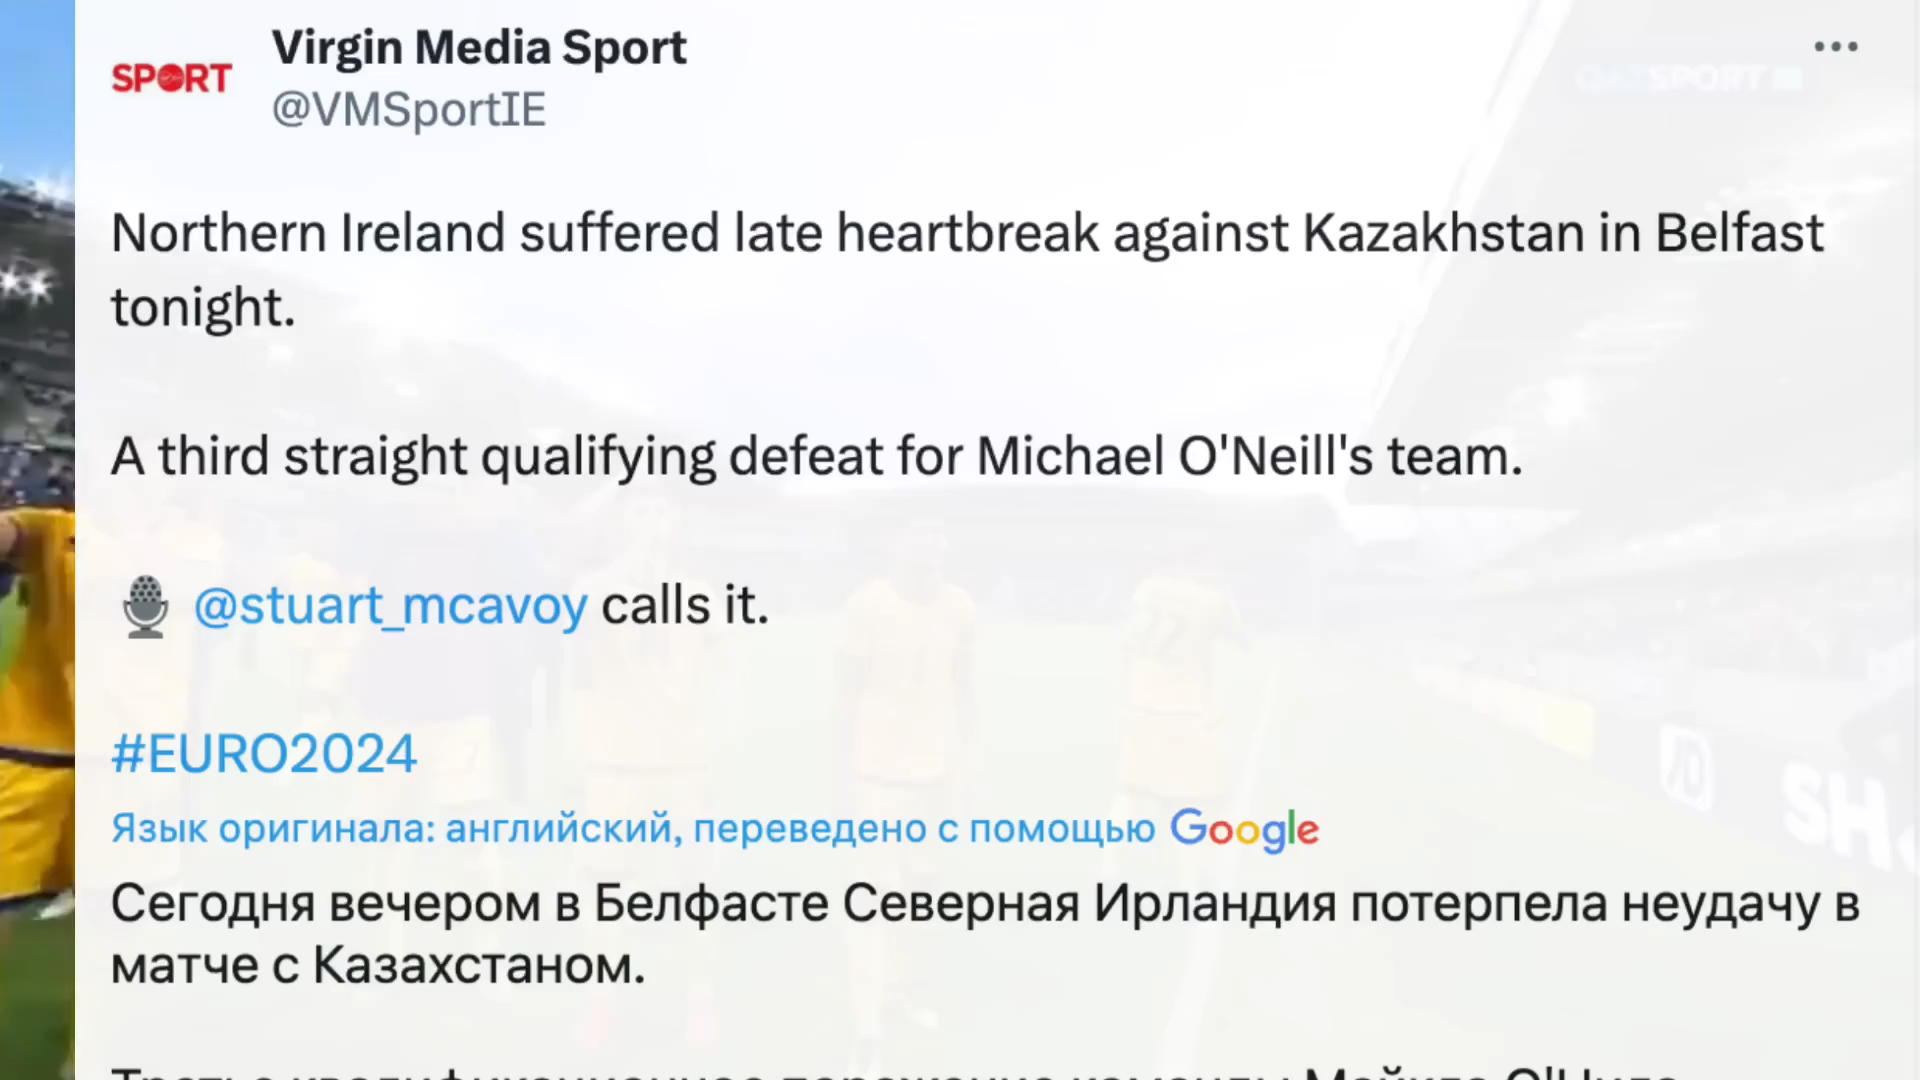 SPORT
Virgin Media Sport
@VMSportIE
QAZSPORT
Northern Ireland suffered late heartbreak against Kazakhstan in Belfast
tonight.
A third straight qualifying defeat for Michael O'Neill's team.
@stuart_mcavoy calls it.
#EURO2024
Язык оригинала: английский, переведено с помощью Google
Сегодня вечером в Белфасте Северная Ирландия потерпела неудачу в
матче с Казахстаном.